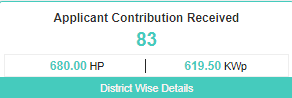 Applicant Contribution Received
83
680.00 HP | 619.50 KWp
District Wise Details